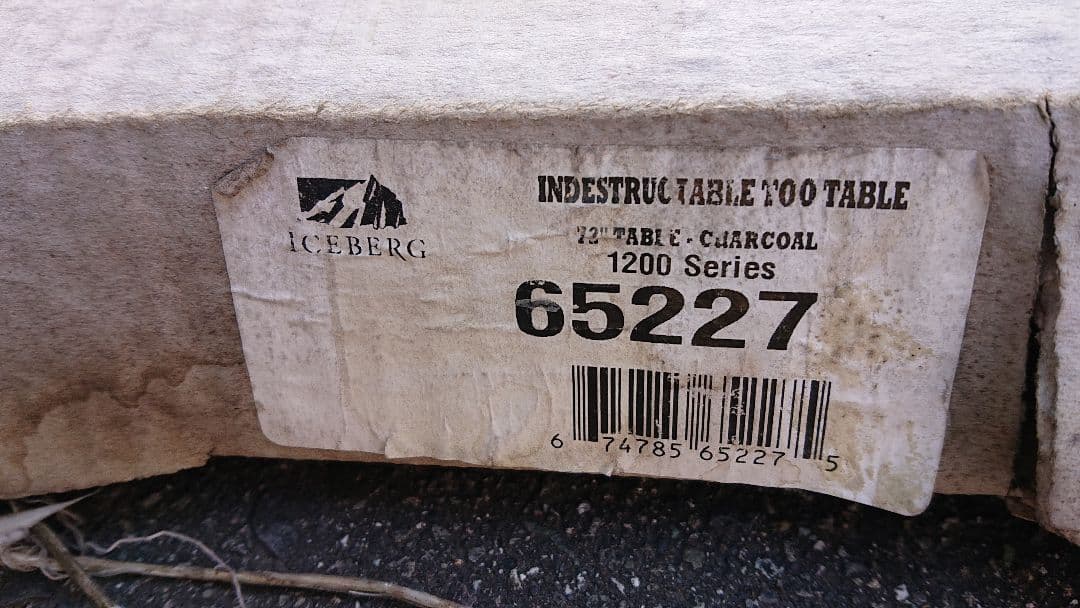 ICEBERG
INDESTRUCTABLE TOO TABLE
72" TABLE - CHARCOAL
1200 Series
65227
6 74785 65227 5